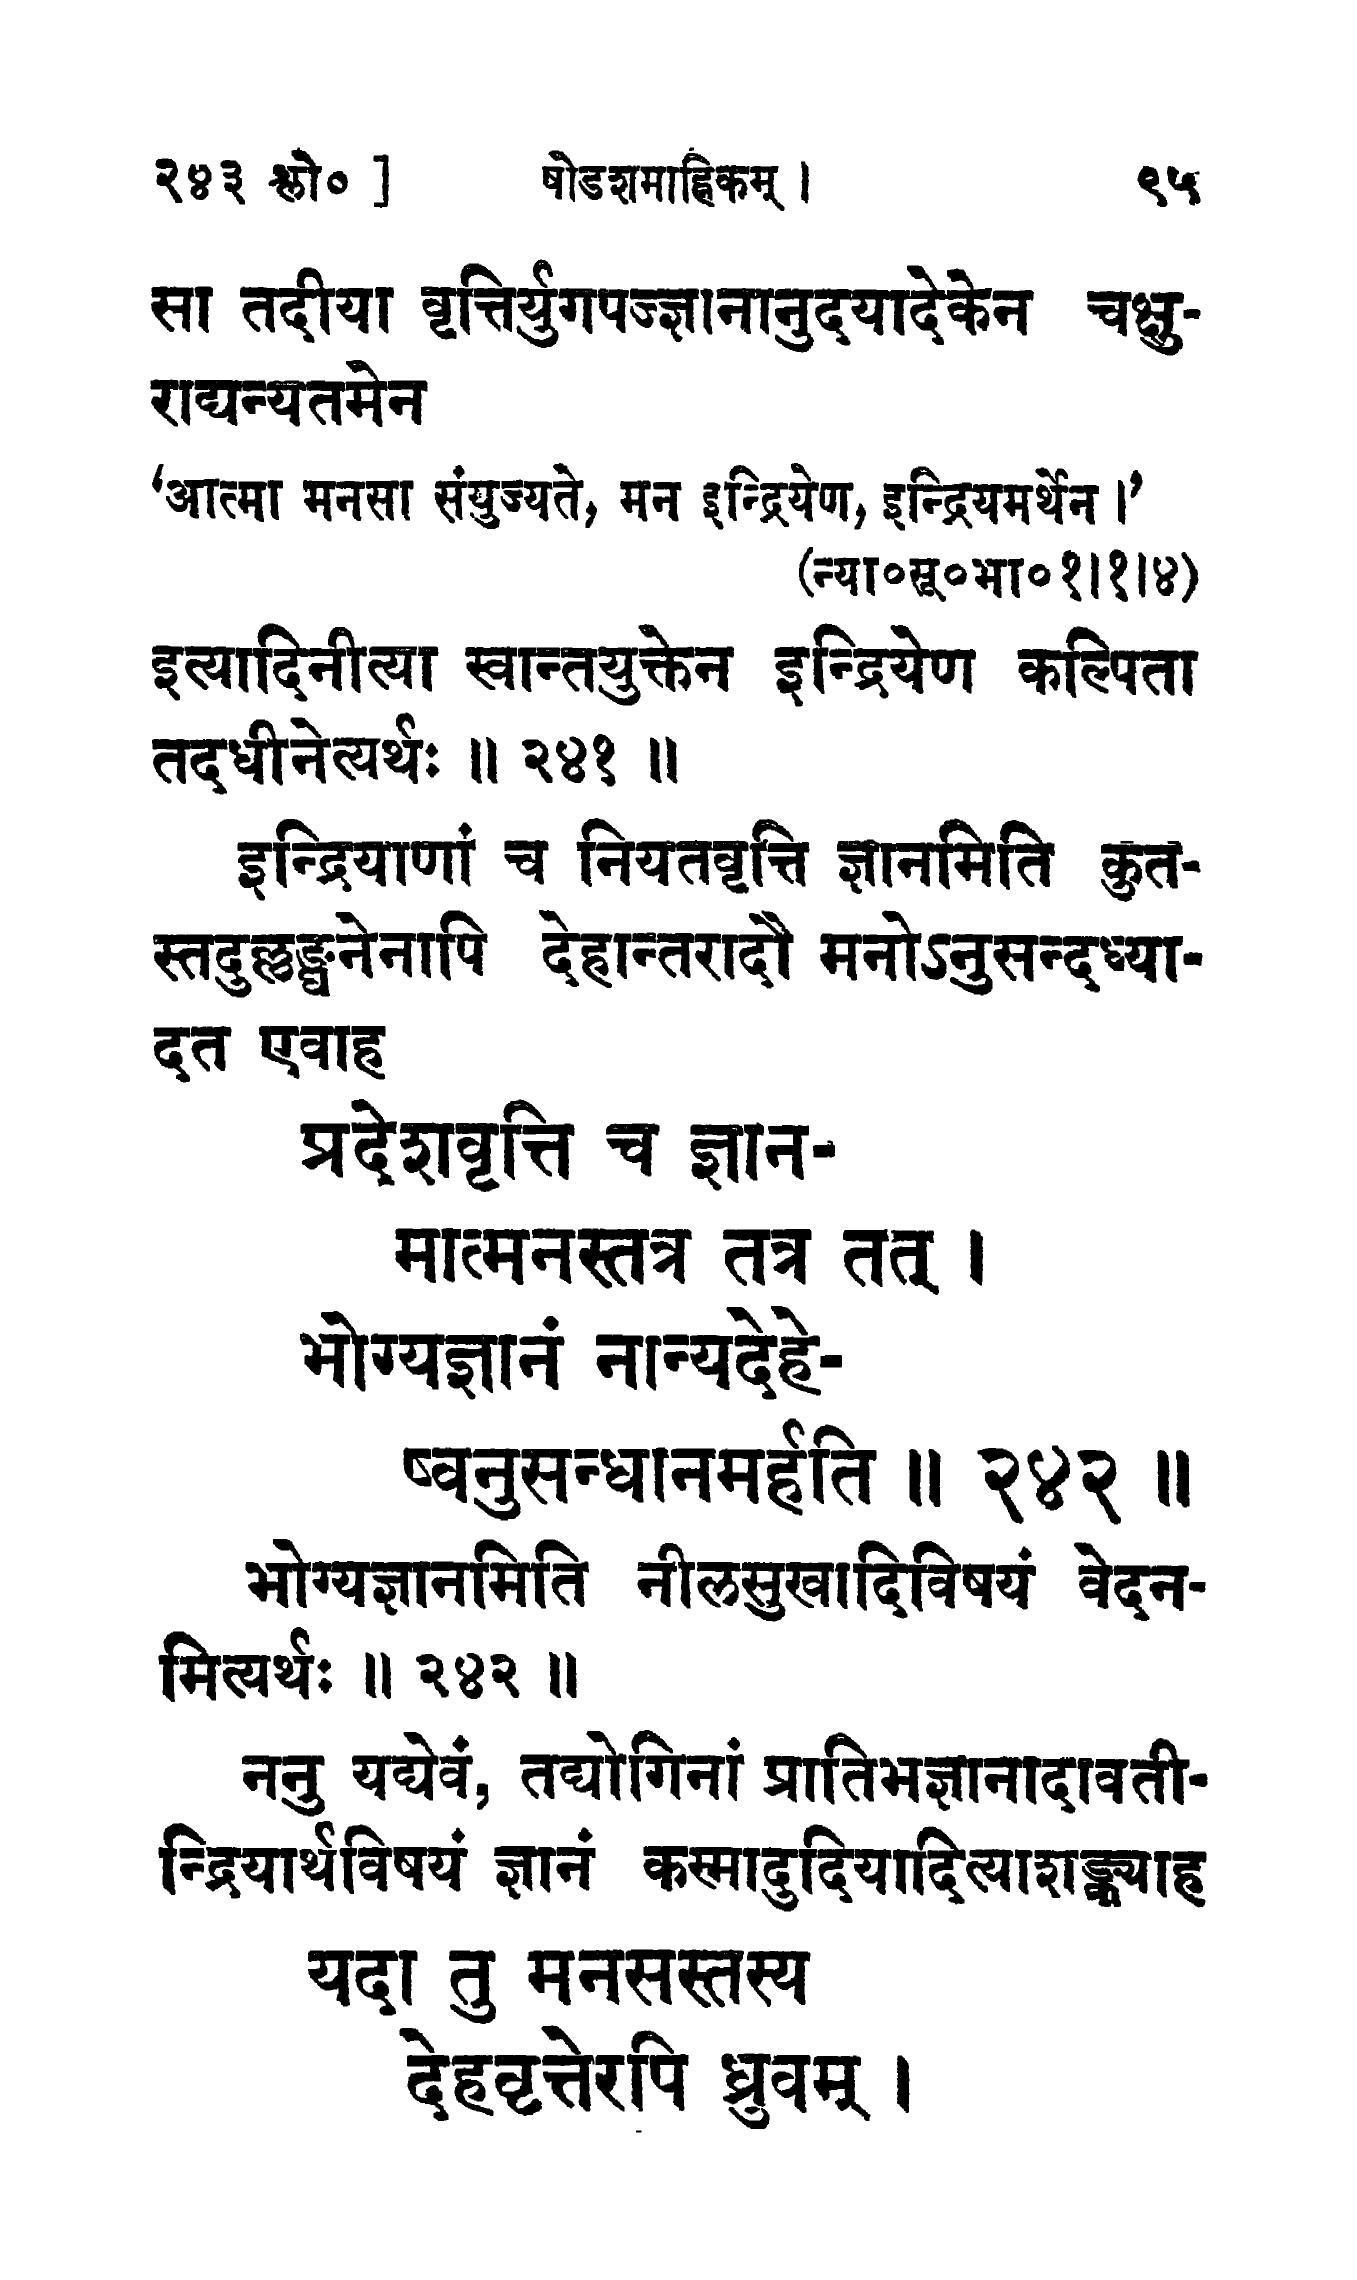 २४३ श्लो० ] षोडशमाह्निकम् । ९५
सा तदीया वृत्तिर्युगपज्ज्ञानानुदयादेकेन चक्षु-
राद्यन्यतमेन
‘आत्मा मनसा संयुज्यते, मन इन्द्रियेण, इन्द्रियमर्थेन ।’
(न्या०सू०भा०१।१।४)
इत्यादिनीत्या स्वान्तयुक्तेन इन्द्रियेण कल्पिता
तदधीनेत्यर्थः ॥ २४१ ॥
इन्द्रियाणां च नियतवृत्ति ज्ञानमिति कुत-
स्तदुल्लङ्घनेनापि देहान्तरादौ मनोऽनुसन्दध्या-
दत एवाह
प्रदेशवृत्ति च ज्ञान-
मात्मनस्तत्र तत्र तत् ।
भोग्यज्ञानं नान्यदेहे-
ष्वनुसन्धानमर्हति ॥ २४२ ॥
भोग्यज्ञानमिति नीलसुखादिविषयं वेदन-
मित्यर्थः ॥ २४२ ॥
ननु यद्येवं, तद्योगिनां प्रातिभज्ञानादावती-
न्द्रियार्थविषयं ज्ञानं कस्मादुदियादित्याशङ्क्याह
यदा तु मनसस्तस्य
देहवृत्तेरपि ध्रुवम् ।